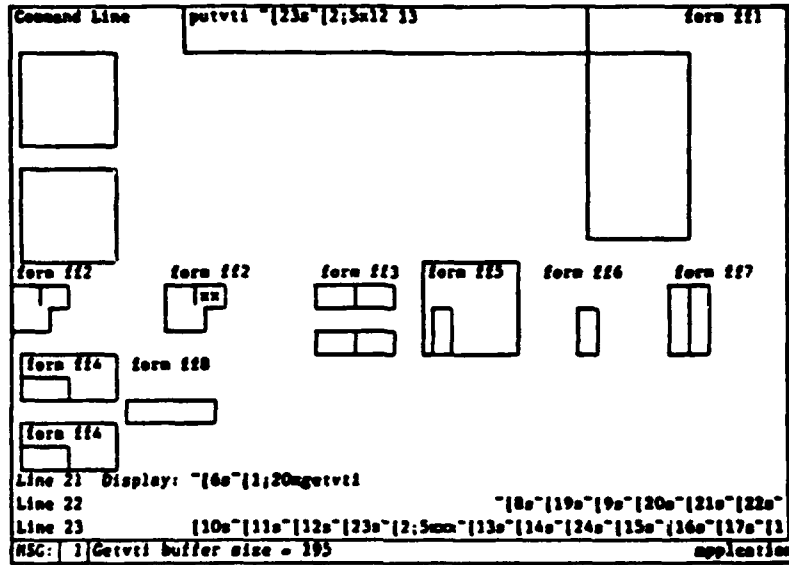 Command Line putvti ~[23s~[2;5x12 13 form ff1
form ff2 form ff2 form ff3 form ff5 form ff6 form ff7
xx
form ff4 form ff8
form ff4
Line 21 Display: ~[6s~[1;20mgetvti
Line 22 ~[8s~[19s~[9s~[20s~[21s~[22s~
Line 23 [10s~[11s~[12s~[23s~[2;5mxx~[13s~[14s~[24s~[15s~[16s~[17s~[1
MSG: 1 Getvti buffer size = 195 application